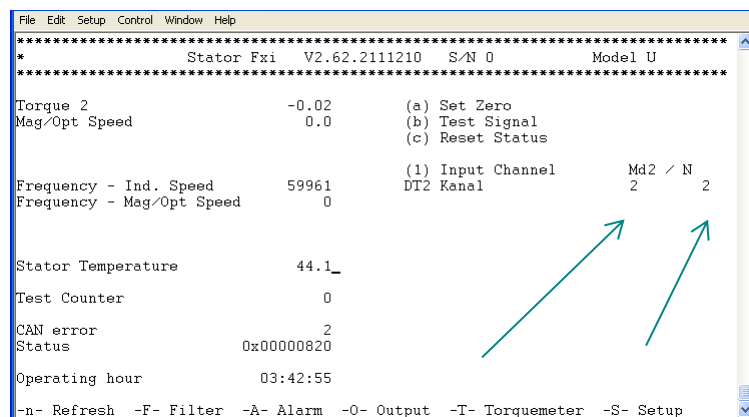 File Edit Setup Control Window Help
********************************************************************************
* Stator Fxi V2.62.2111210 S/N 0 Model U
********************************************************************************
Torque 2 -0.02 (a) Set Zero
Mag/Opt Speed 0.0 (b) Test Signal
(c) Reset Status
(1) Input Channel Md2 / N
Frequency - Ind. Speed 59961 DT2 Kanal 2 2
Frequency - Mag/Opt Speed 0
Stator Temperature 44.1_
Test Counter 0
CAN error 2
Status 0x00000820
Operating hour 03:42:55
-n- Refresh -F- Filter -A- Alarm -O- Output -T- Torquemeter -S- Setup